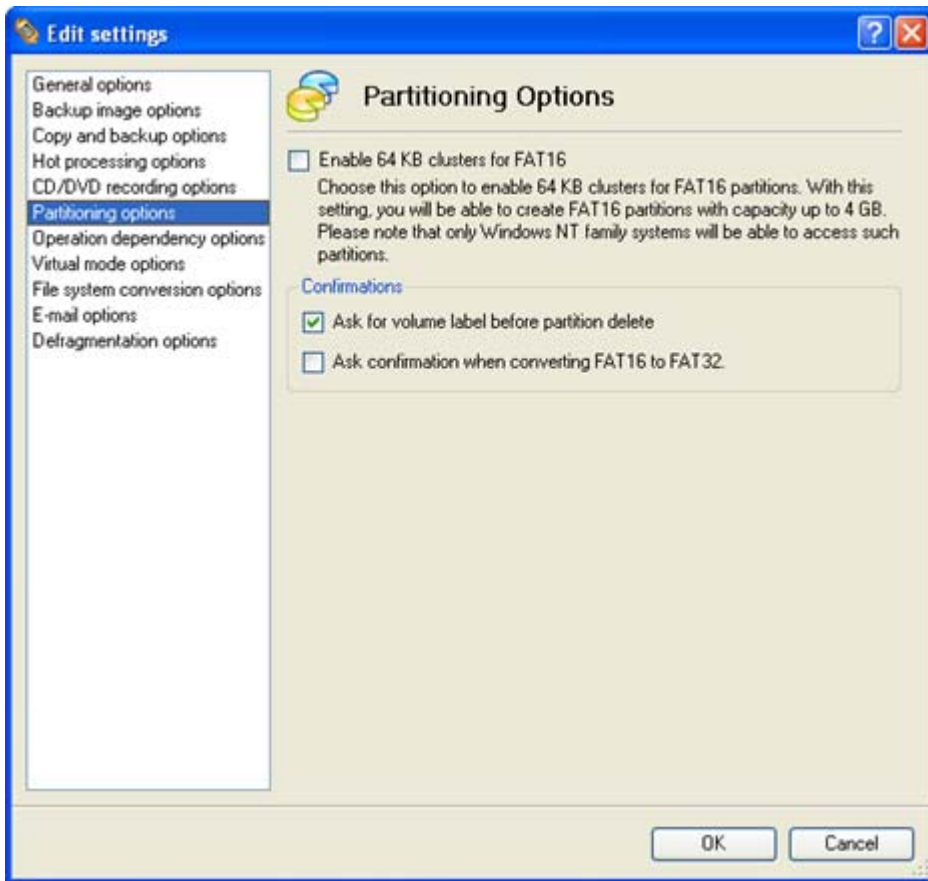 Edit settings
General options
Backup image options
Copy and backup options
Hot processing options
CD/DVD recording options
Partitioning options
Operation dependency options
Virtual mode options
File system conversion options
E-mail options
Defragmentation options
Partitioning Options
Enable 64 KB clusters for FAT16
Choose this option to enable 64 KB clusters for FAT16 partitions. With this
setting, you will be able to create FAT16 partitions with capacity up to 4 GB.
Please note that only Windows NT family systems will be able to access such
partitions.
Confirmations
Ask for volume label before partition delete
Ask confirmation when converting FAT16 to FAT32.
OK
Cancel